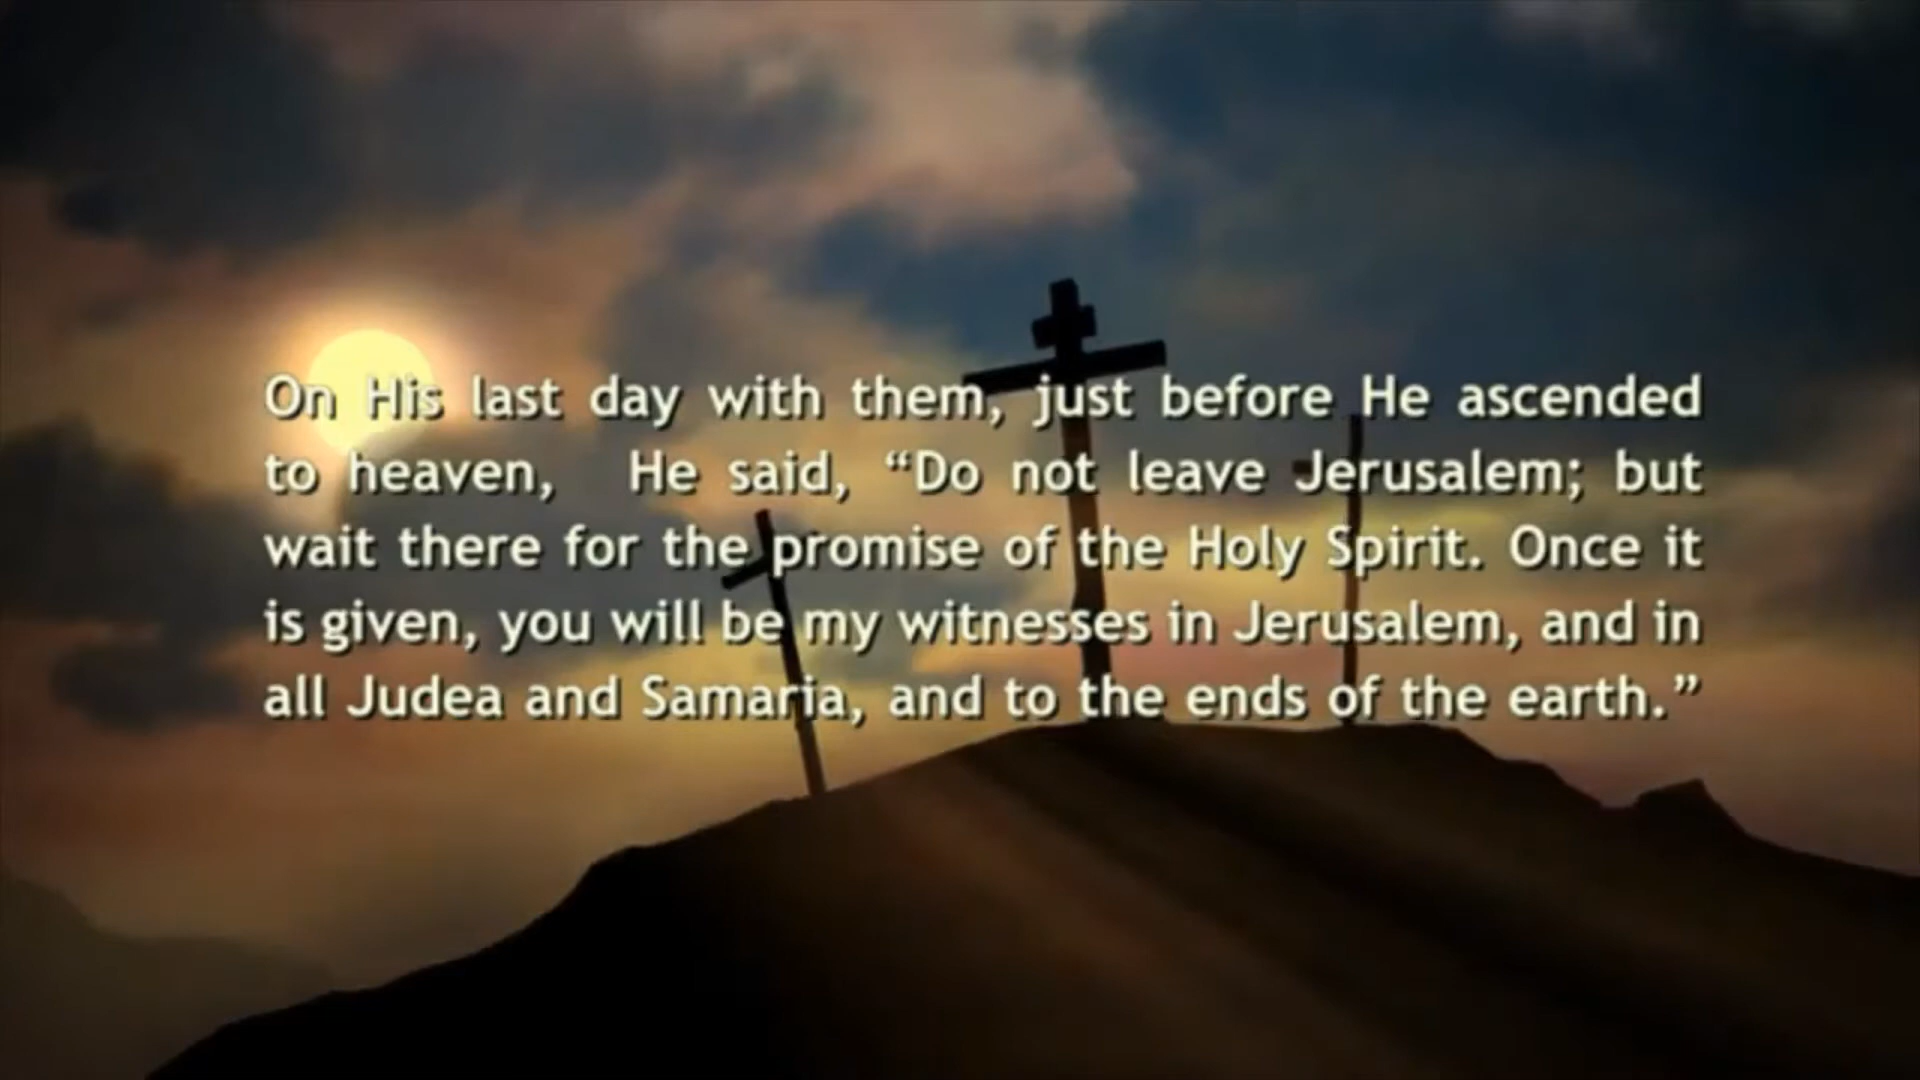 On His last day with them, just before He ascended
to heaven, He said, “Do not leave Jerusalem; but
wait there for the promise of the Holy Spirit. Once it
is given, you will be my witnesses in Jerusalem, and in
all Judea and Samaria, and to the ends of the earth.”